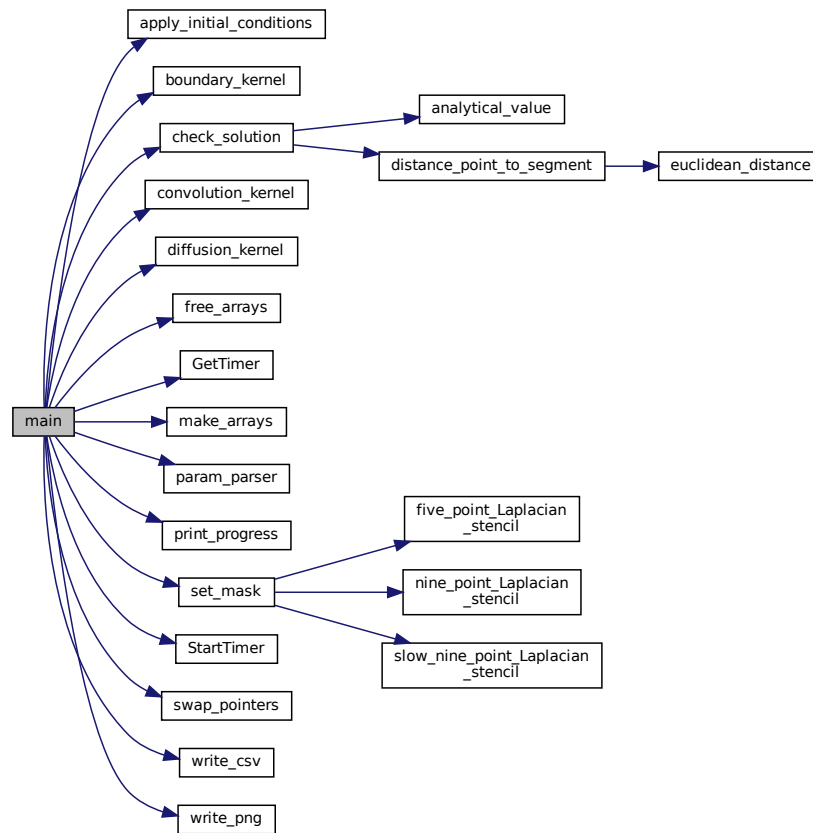 apply_initial_conditions
boundary_kernel
analytical_value
check_solution
distance_point_to_segment
euclidean_distance
convolution_kernel
diffusion_kernel
free_arrays
GetTimer
main
make_arrays
param_parser
five_point_Laplacian
_stencil
print_progress
nine_point_Laplacian
_stencil
set_mask
StartTimer
slow_nine_point_Laplacian
_stencil
swap_pointers
write_csv
write_png